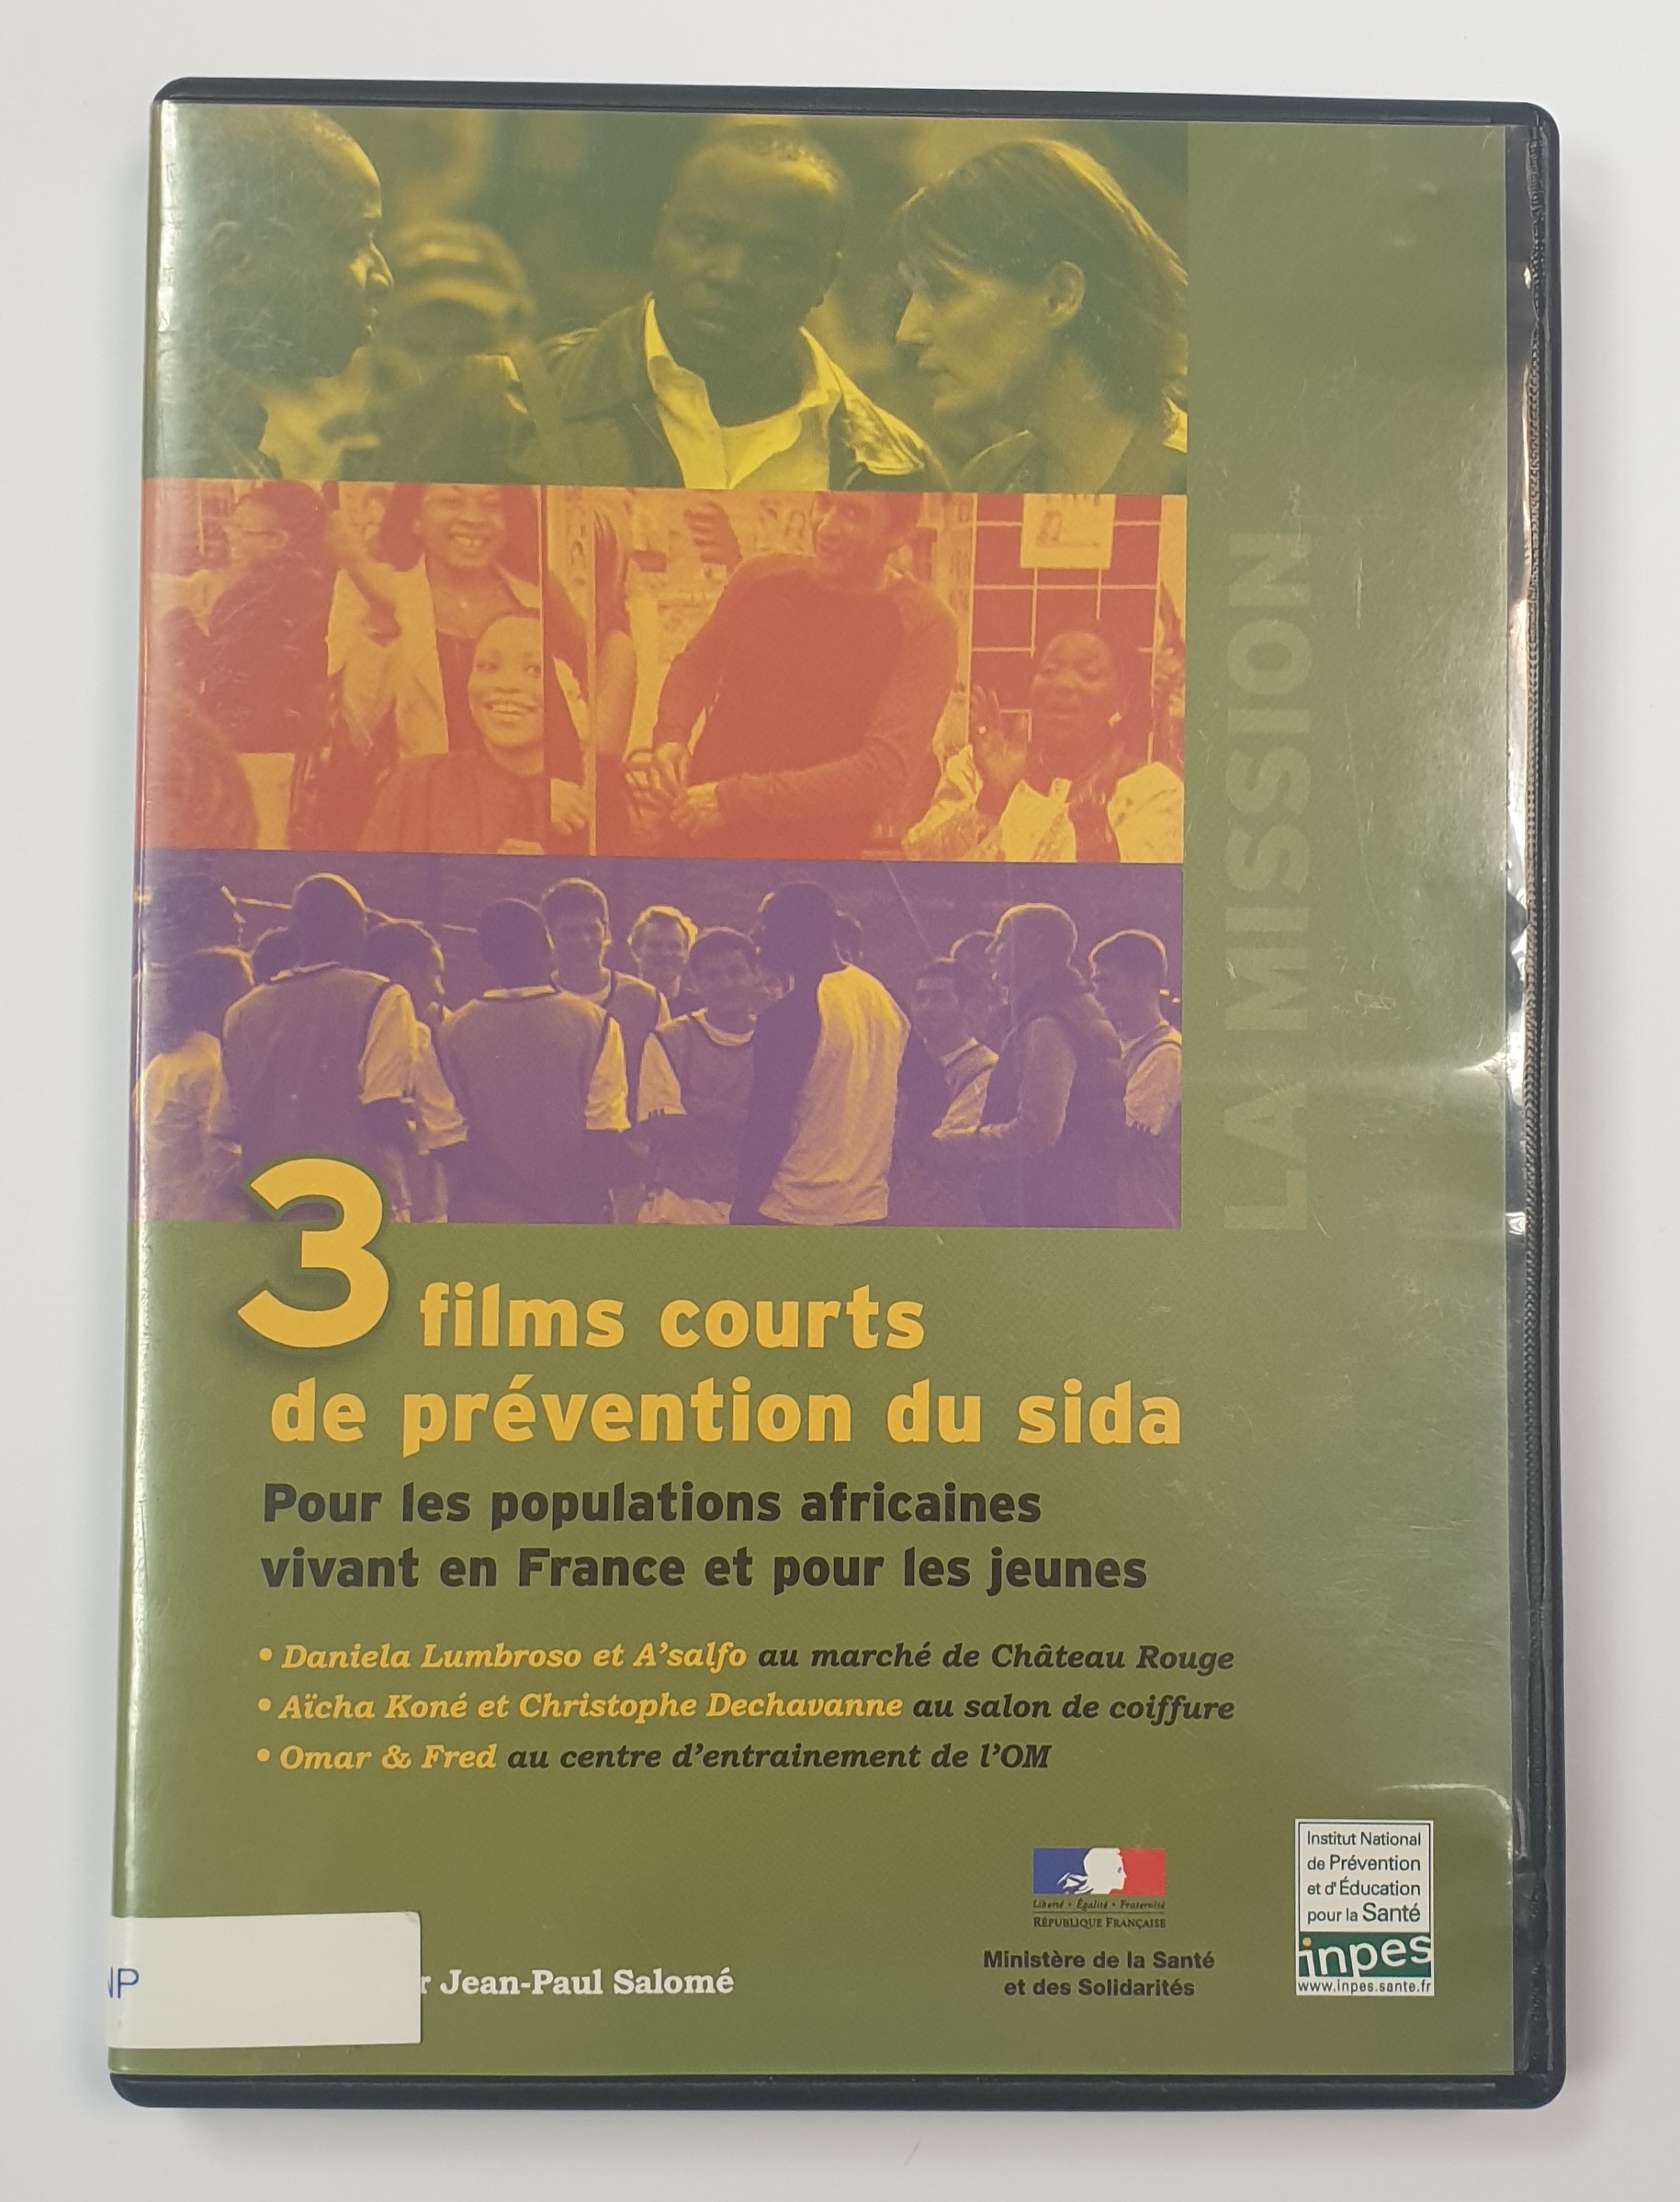 LA MISSION
3 films courts
de prévention du sida
Pour les populations africaines
vivant en France et pour les jeunes
• Daniela Lumbroso et A'salfo au marché de Château Rouge
• Aïcha Koné et Christophe Dechavanne au salon de coiffure
• Omar & Fred au centre d'entrainement de l'OM
Jean-Paul Salomé
Liberté • Égalité • Fraternité
RÉPUBLIQUE FRANÇAISE
Ministère de la Santé
et des Solidarités
Institut National
de Prévention
et d'Éducation
pour la Santé
inpes
www.inpes.sante.fr